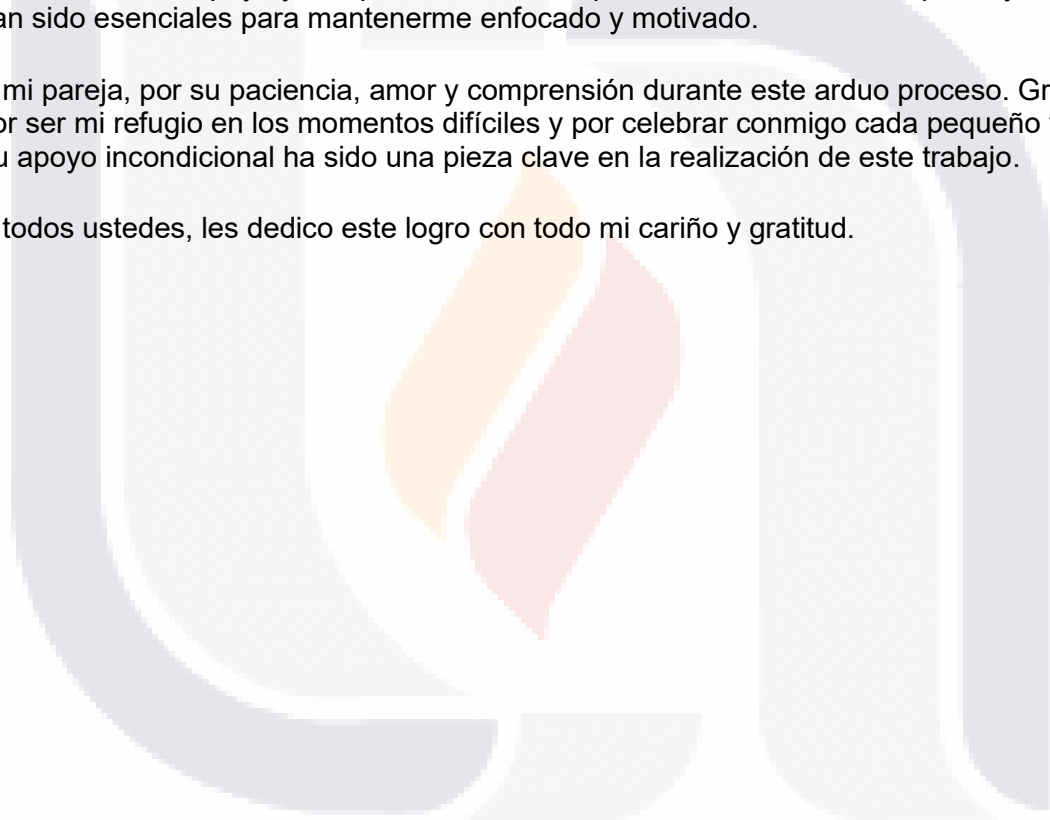 an sido esenciales para mantenerme enfocado y motivado.
mi pareja, por su paciencia, amor y comprensión durante este arduo proceso. Gr
or ser mi refugio en los momentos difíciles y por celebrar conmigo cada pequeño
u apoyo incondicional ha sido una pieza clave en la realización de este trabajo.
todos ustedes, les dedico este logro con todo mi cariño y gratitud.